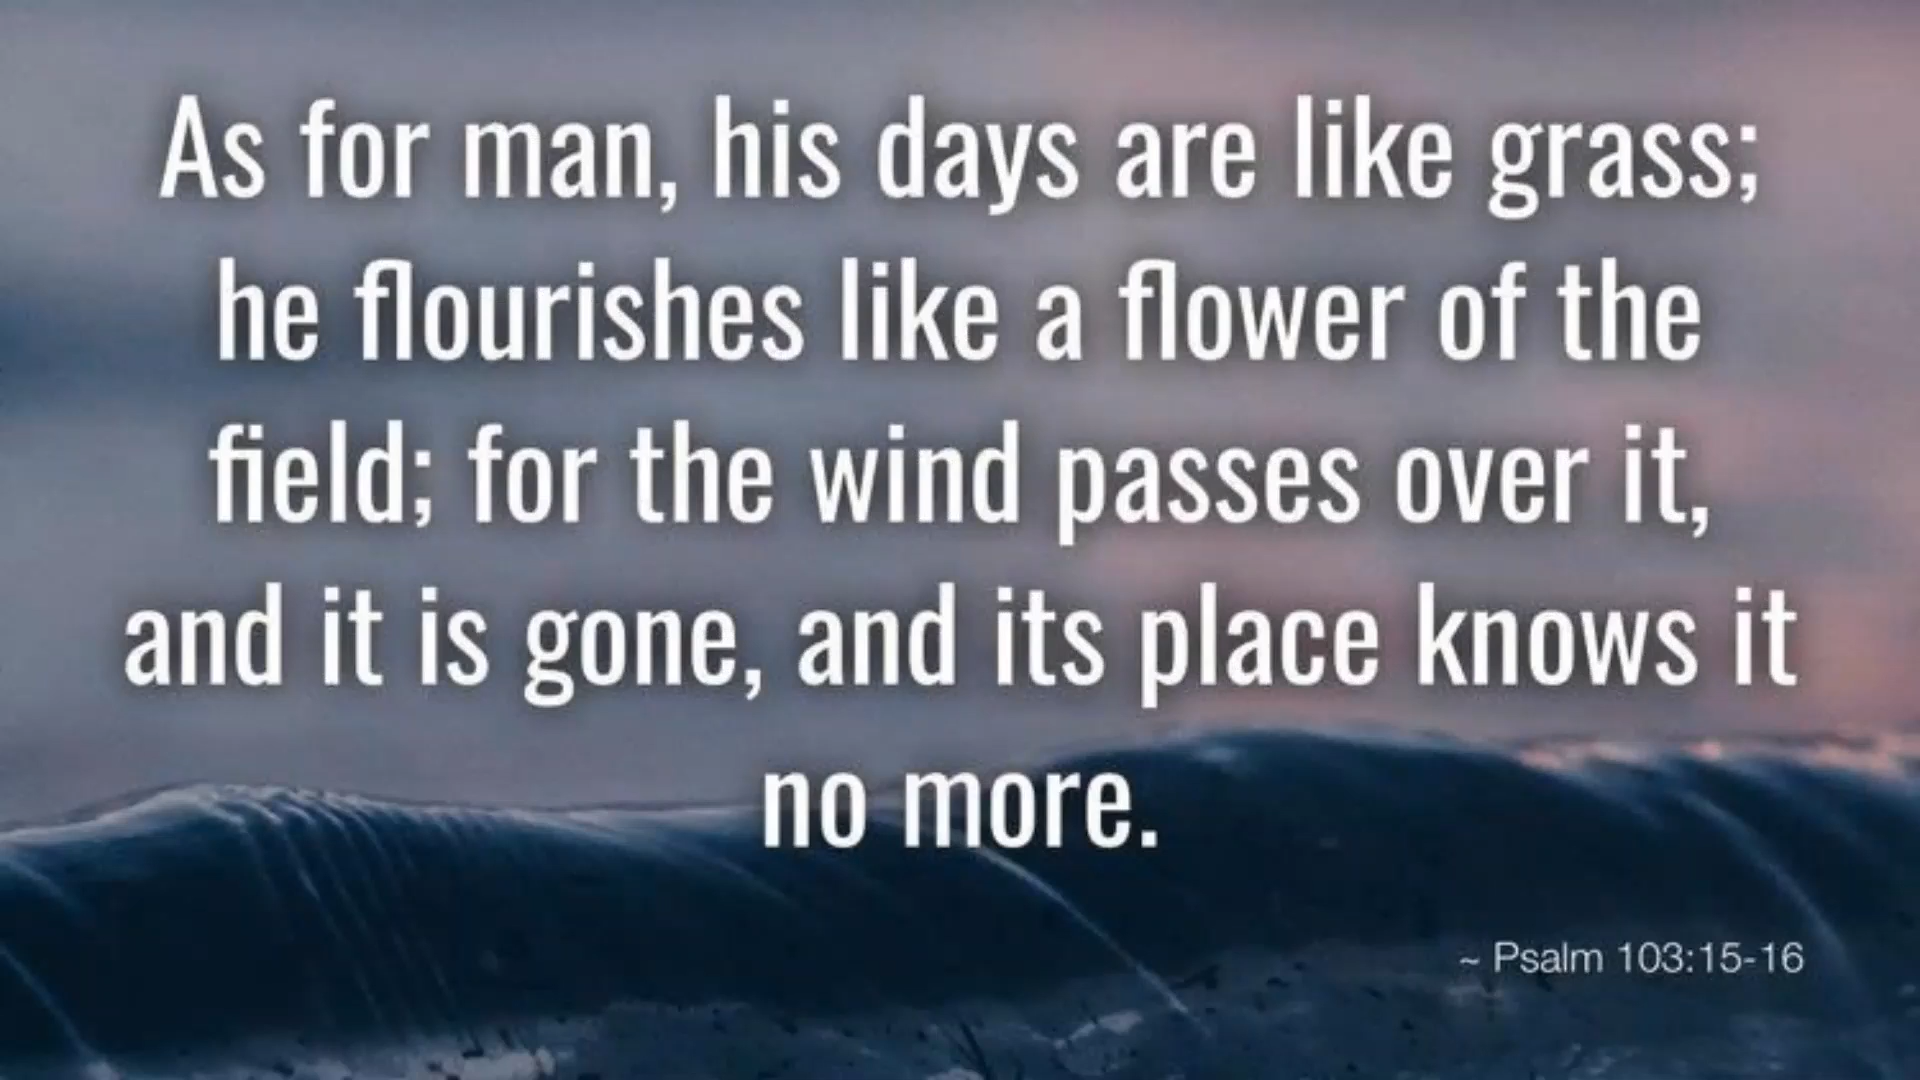 As for man, his days are like grass;
he flourishes like a flower of the
field; for the wind passes over it,
and it is gone, and its place knows it
no more.
~ Psalm 103:15-16